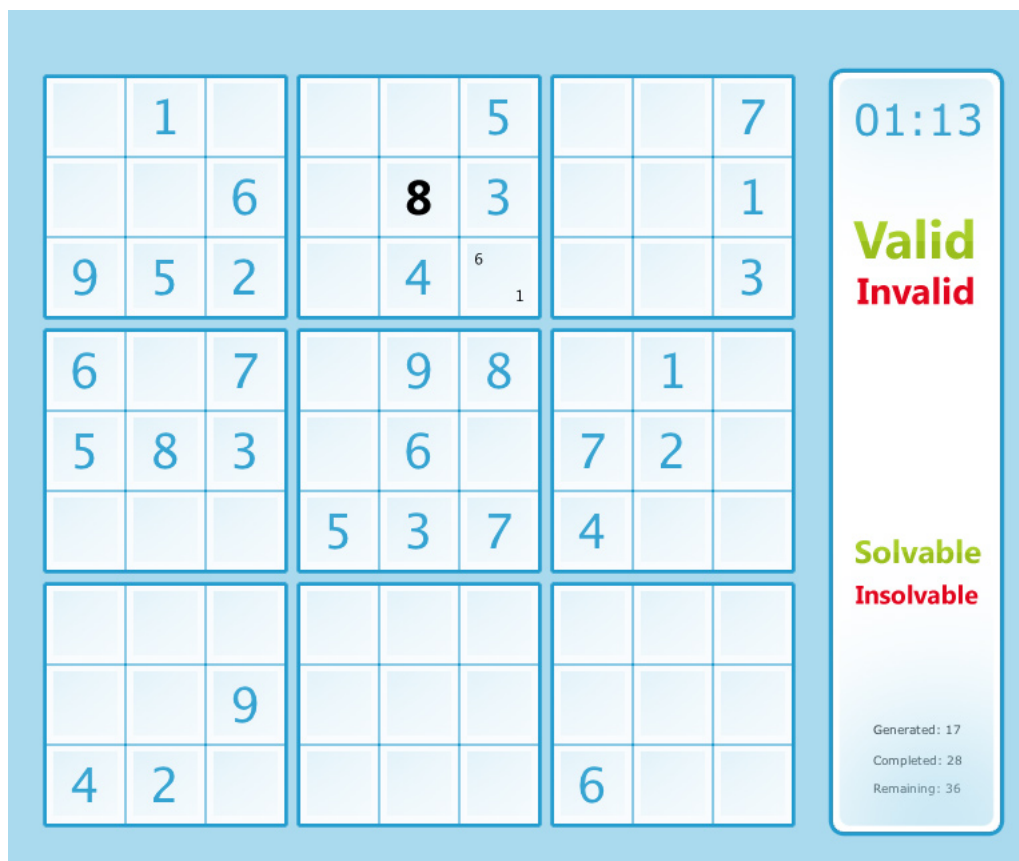 1 5 7
6 8 3 1
9 5 2 4 6 1 3
6 7 9 8 1
5 8 3 6 7 2
5 3 7 4
9
4 2 6
01:13
Valid
Invalid
Solvable
Insolvable
Generated: 17
Completed: 28
Remaining: 36